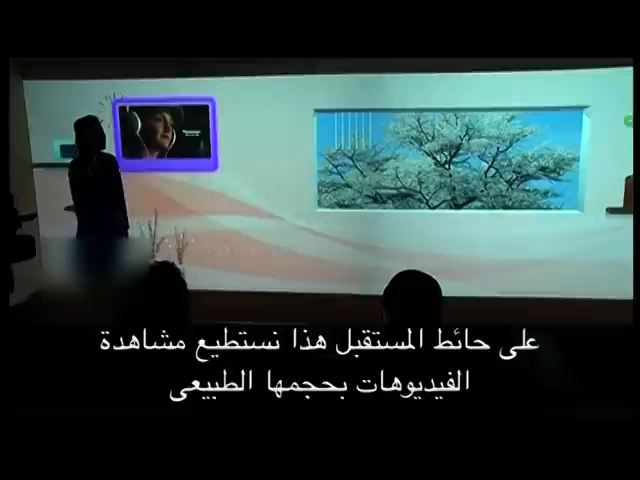 على حائط المستقبل هذا نستطيع مشاهدة
الفيديوهات بحجمها الطبيعى